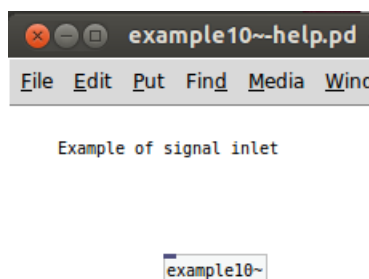 example10~-help.pd
File Edit Put Find Media
Example of signal inlet
example10~